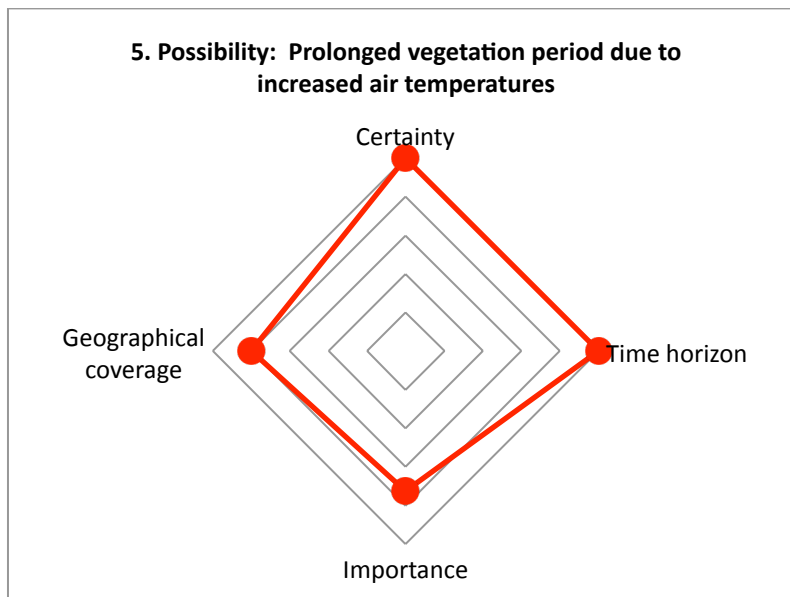 5. Possibility:  Prolonged vegetation period due to
increased air temperatures
Certainty
Geographical
coverage
Time horizon
Importance